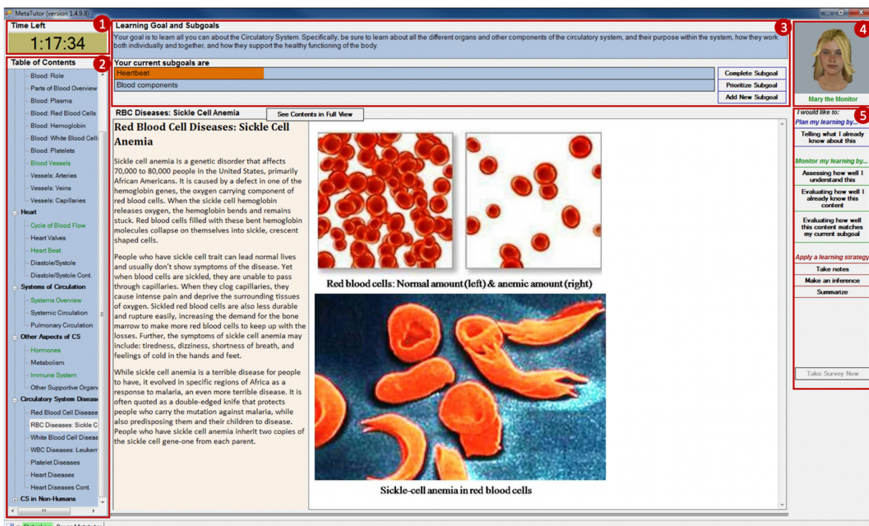 MetaTutor (version 1.4.9.8)
1
Time Left
1:17:34
2
Table of Contents
Blood: Role
Parts of Blood Overview
Blood: Plasma
Blood: Red Blood Cells
Blood: Hemoglobin
Blood: White Blood Cell
Blood: Platelets
Blood Vessels
Vessels: Arteries
Vessels: Veins
Vessels: Capillaries
Heart
Cycle of Blood Flow
Heart Valves
Heart Beat
Diastole/Systole
Diastole/Systole Cont.
Systems of Circulation
Systems Overview
Systemic Circulation
Pulmonary Circulation
Other Aspects of CS
Hormones
Metabolism
Immune System
Other Supportive Organ
Circulatory System Disease
Red Blood Cell Disease
RBC Diseases: Sickle C
White Blood Cell Diseas
WBC Diseases: Leukem
Platelet Diseases
Heart Diseases
Heart Diseases Cont.
CS in Non-Humans
3
Learning Goal and Subgoals
Your goal is to learn all you can about the Circulatory System. Specifically, be sure to learn about all the different organs and other components of the circulatory system, and their purpose within the system, how they work
both individually and together, and how they support the healthy functioning of the body.
Your current subgoals are
Heartbeat
Blood components
Complete Subgoal
Prioritize Subgoal
Add New Subgoal
RBC Diseases: Sickle Cell Anemia
See Contents in Full View
Red Blood Cell Diseases: Sickle Cell
Anemia
Sickle cell anemia is a genetic disorder that affects
70,000 to 80,000 people in the United States, primarily
African Americans. It is caused by a defect in one of the
hemoglobin genes, the oxygen carrying component of
red blood cells. When the sickle cell hemoglobin
releases oxygen, the hemoglobin bends and remains
stuck. Red blood cells filled with these bent hemoglobin
molecules collapse on themselves into sickle, crescent
shaped cells.
People who have sickle cell trait can lead normal lives
and usually don't show symptoms of the disease. Yet
when blood cells are sickled, they are unable to pass
through capillaries. When they clog capillaries, they
cause intense pain and deprive the surrounding tissues
of oxygen. Sickled red blood cells are also less durable
and rupture easily, increasing the demand for the bone
marrow to make more red blood cells to keep up with the
losses. Further, the symptoms of sickle cell anemia may
include: tiredness, dizziness, shortness of breath, and
feelings of cold in the hands and feet.
While sickle cell anemia is a terrible disease for people
to have, it evolved in specific regions of Africa as a
response to malaria, an even more terrible disease. It is
often quoted as a double-edged knife that protects
people who carry the mutation against malaria, while
also predisposing them and their children to disease.
People who have sickle cell anemia inherit two copies of
the sickle cell gene-one from each parent.
Red blood cells: Normal amount (left) & anemic amount (right)
Sickle-cell anemia in red blood cells
4
Mary the Monitor
5
I would like to:
Plan my learning by...
Telling what I already
know about this
Monitor my learning by...
Assessing how well I
understand this
Evaluating how well I
already know this
content
Evaluating how well
this content matches
my current subgoal
Apply a learning strategy
Take notes
Make an inference
Summarize
Take Survey Now